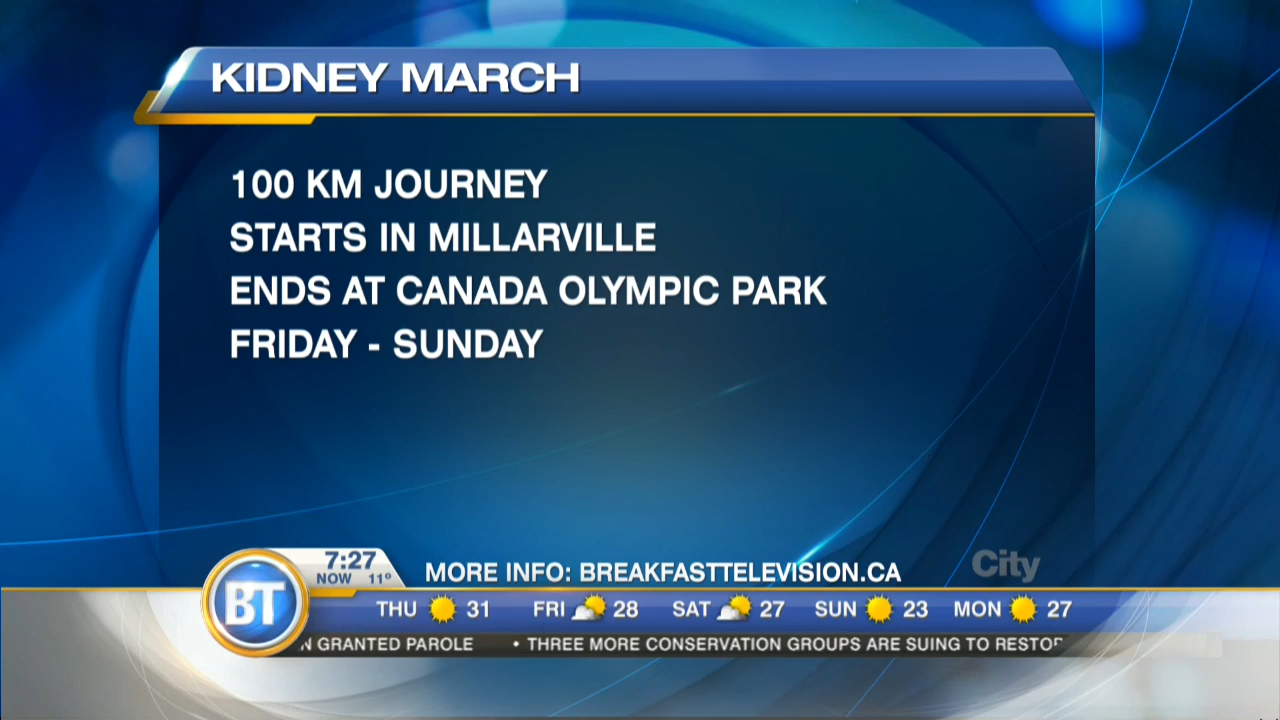 KIDNEY MARCH
100 KM JOURNEY
STARTS IN MILLARVILLE
ENDS AT CANADA OLYMPIC PARK
FRIDAY - SUNDAY
City
7:27
NOW 11°
MORE INFO: BREAKFASTTELEVISION.CA
BT
THU 31 FRI 28 SAT 27 SUN 23 MON 27
GRANTED PAROLE • THREE MORE CONSERVATION GROUPS ARE SUING TO